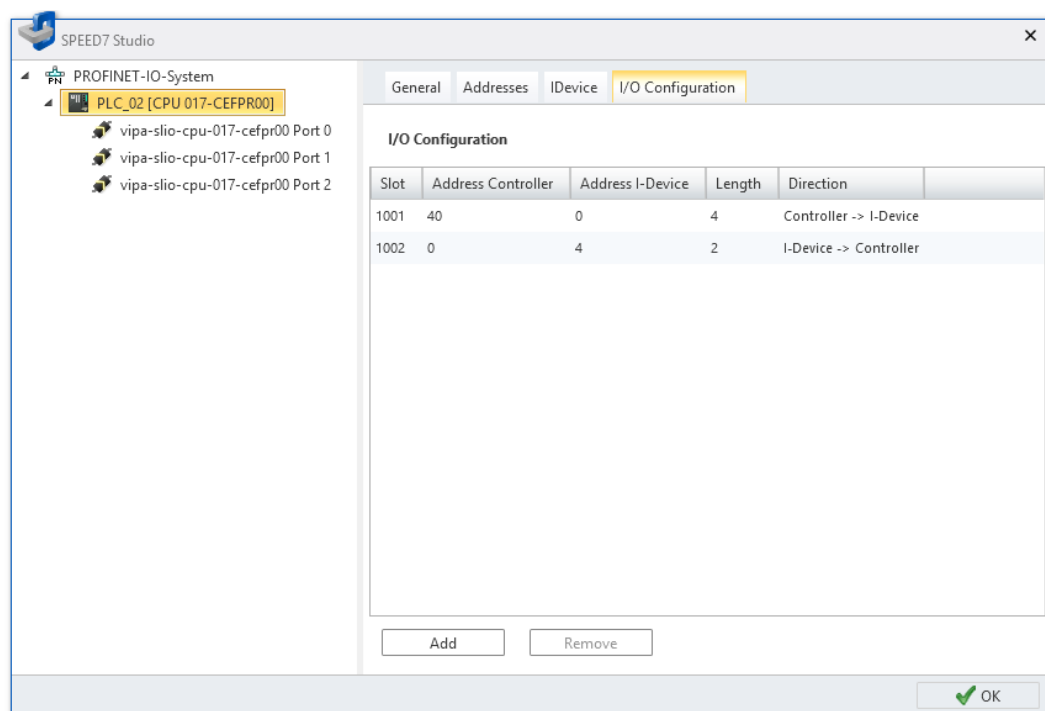 SPEED7 Studio
PROFINET-IO-System
PN
PLC_02 [CPU 017-CEFPR00]
vipa-slio-cpu-017-cefpr00 Port 0
vipa-slio-cpu-017-cefpr00 Port 1
vipa-slio-cpu-017-cefpr00 Port 2
General Addresses IDevice I/O Configuration
I/O Configuration
Slot Address Controller Address I-Device Length Direction
1001 40 0 4 Controller -> I-Device
1002 0 4 2 I-Device -> Controller
Add Remove
OK